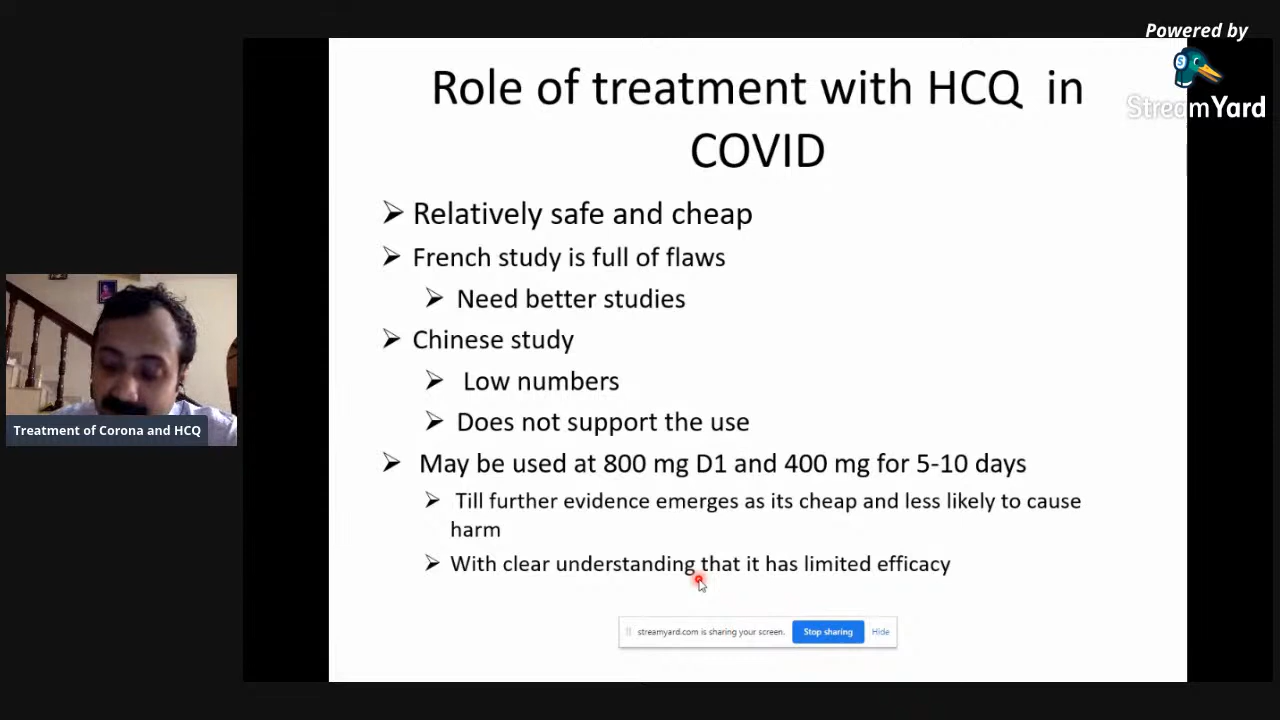 Powered by
StreamYard
Role of treatment with HCQ in
COVID
Relatively safe and cheap
French study is full of flaws
Need better studies
Chinese study
Low numbers
Does not support the use
May be used at 800 mg D1 and 400 mg for 5-10 days
Till further evidence emerges as its cheap and less likely to cause
harm
With clear understanding that it has limited efficacy
Treatment of Corona and HCQ
streamyard.com is sharing your screen.
Stop sharing
Hide